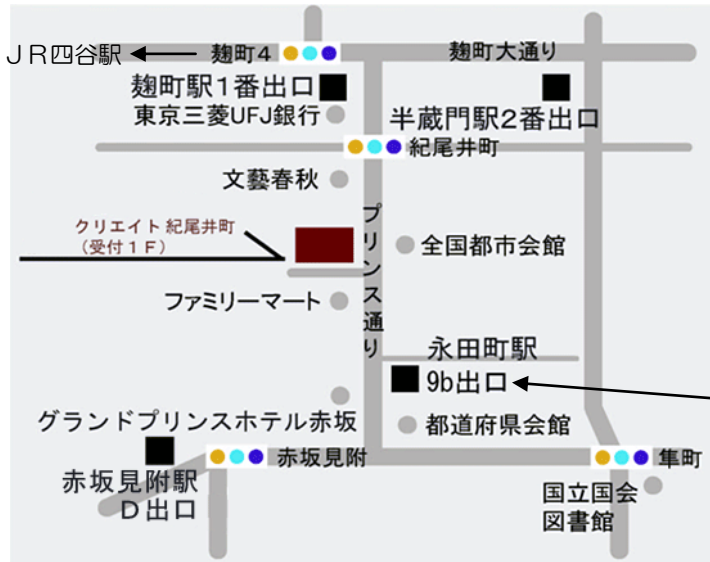 JR四谷駅
麹町4
麹町大通り
麹町駅1番出口
東京三菱UFJ銀行
半蔵門駅2番出口
紀尾井町
文藝春秋
クリエイト 紀尾井町
(受付1F)
プリンス通り
全国都市会館
ファミリーマート
永田町駅
9b出口
グランドプリンスホテル赤坂
都道府県会館
赤坂見附
隼町
赤坂見附駅
D出口
国立国会
図書館